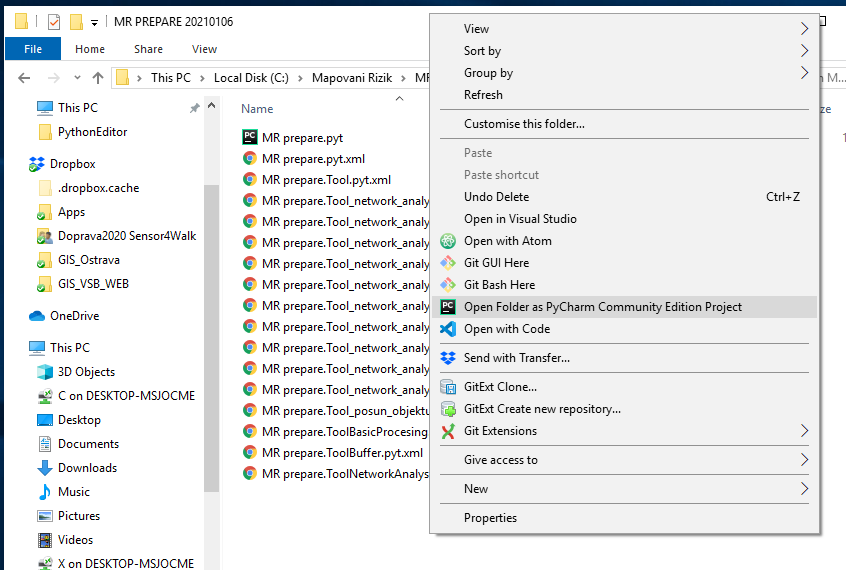 MR PREPARE 20210106
File Home Share View
This PC > Local Disk (C:) > Mapovani Rizik >
This PC
PythonEditor
Dropbox
.dropbox.cache
Apps
Doprava2020 Sensor4Walk
GIS_Ostrava
GIS_VSB_WEB
OneDrive
This PC
3D Objects
C on DESKTOP-MSJOCME
Desktop
Documents
Downloads
Music
Pictures
Videos
X on DESKTOP-MSJOCME
Name
MR prepare.pyt
MR prepare.pyt.xml
MR prepare.Tool.pyt.xml
MR prepare.Tool_network_analy
MR prepare.Tool_network_analy
MR prepare.Tool_network_analy
MR prepare.Tool_network_analy
MR prepare.Tool_network_analy
MR prepare.Tool_network_analy
MR prepare.Tool_network_analy
MR prepare.Tool_network_analy
MR prepare.Tool_network_analy
MR prepare.Tool_network_analy
MR prepare.Tool_posun_objektu
MR prepare.ToolBasicProcesing
MR prepare.ToolBuffer.pyt.xml
MR prepare.ToolNetworkAnalys
View
Sort by
Group by
Refresh
Customise this folder...
Paste
Paste shortcut
Undo Delete Ctrl+Z
Open in Visual Studio
Open with Atom
Git GUI Here
Git Bash Here
Open Folder as PyCharm Community Edition Project
Open with Code
Send with Transfer...
GitExt Clone...
GitExt Create new repository...
Git Extensions
Give access to
New
Properties